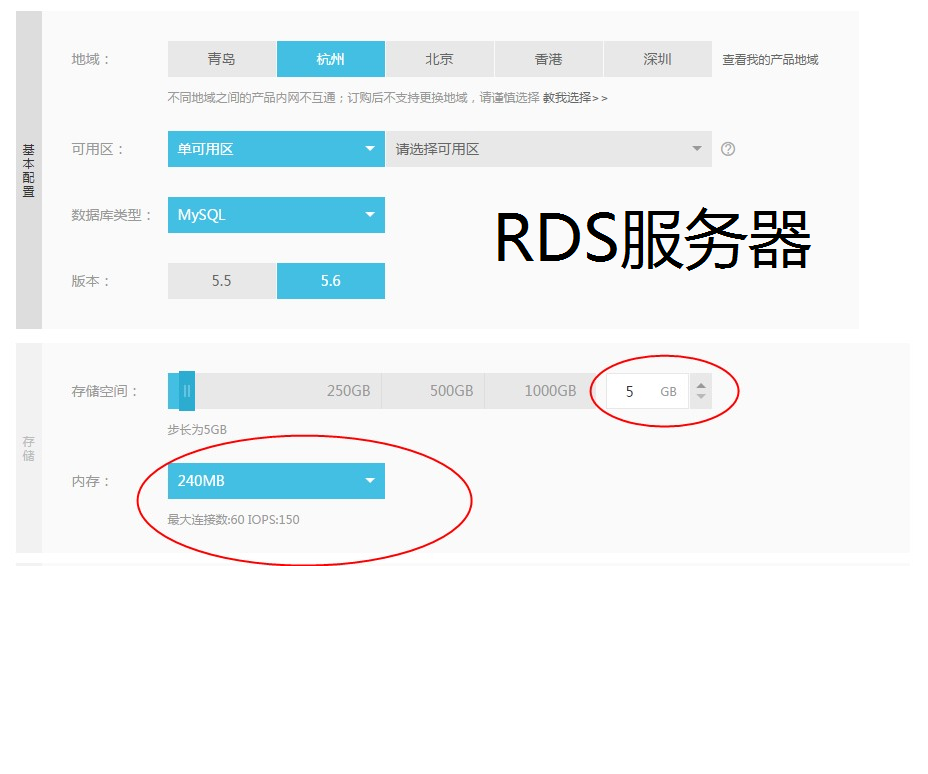 地域： 青岛 杭州 北京 香港 深圳 查看我的产品地域
不同地域之间的产品内网不互通；订购后不支持更换地域，请谨慎选择 教我选择>>
基本配置
可用区： 单可用区 请选择可用区 ?
数据库类型： MySQL
RDS服务器
版本： 5.5 5.6
存储空间： 250GB 500GB 1000GB 5 GB
步长为5GB
存储
内存： 240MB
最大连接数:60 IOPS:150